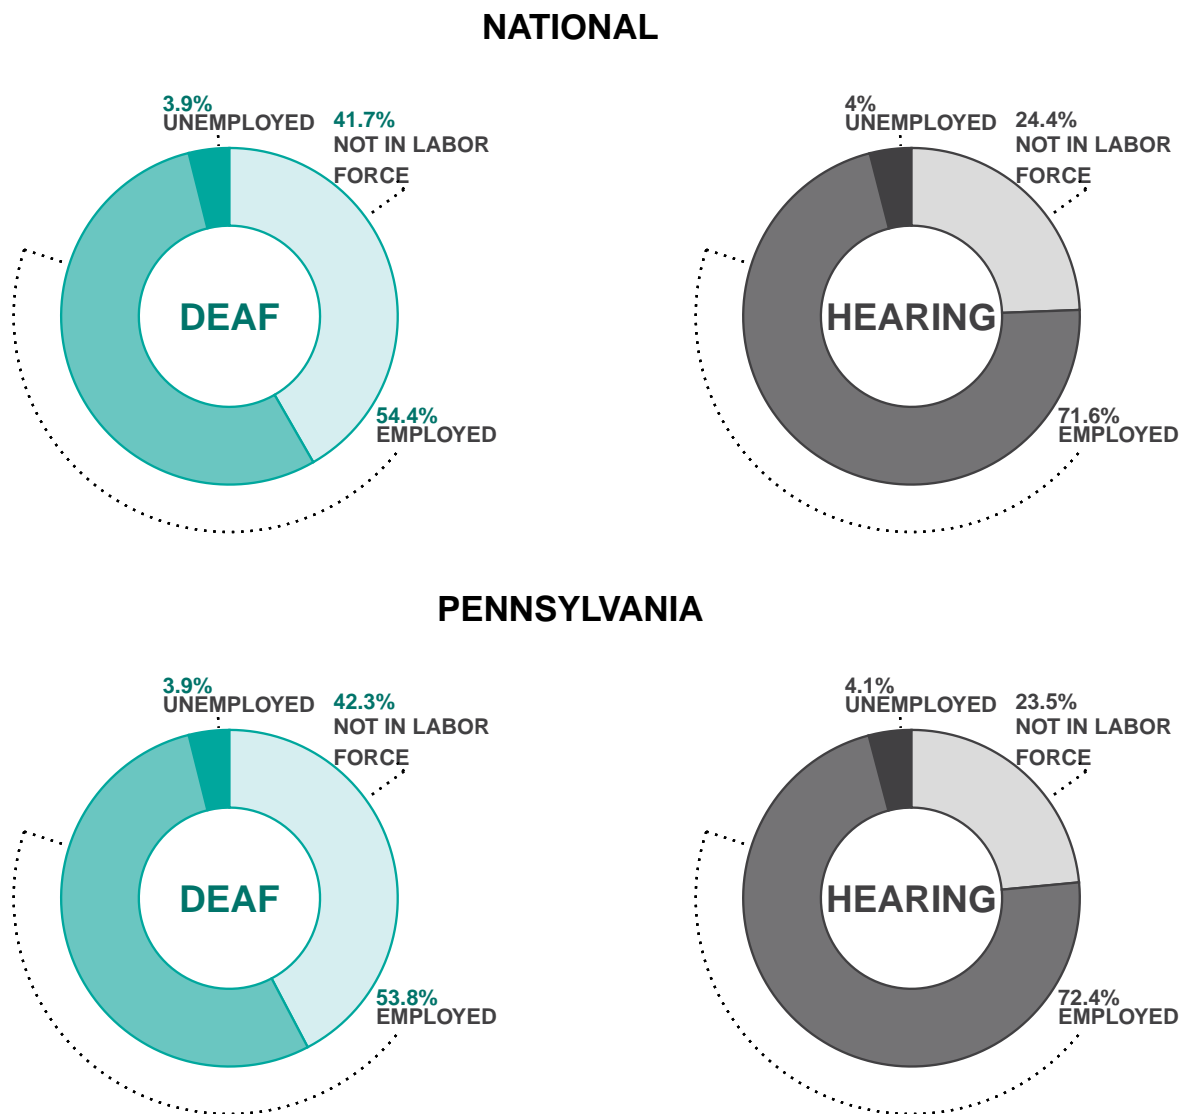 NATIONAL
3.9%
UNEMPLOYED
41.7%
NOT IN LABOR
FORCE
DEAF
54.4%
EMPLOYED
4%
UNEMPLOYED
24.4%
NOT IN LABOR
FORCE
HEARING
71.6%
EMPLOYED
PENNSYLVANIA
3.9%
UNEMPLOYED
42.3%
NOT IN LABOR
FORCE
DEAF
53.8%
EMPLOYED
4.1%
UNEMPLOYED
23.5%
NOT IN LABOR
FORCE
HEARING
72.4%
EMPLOYED